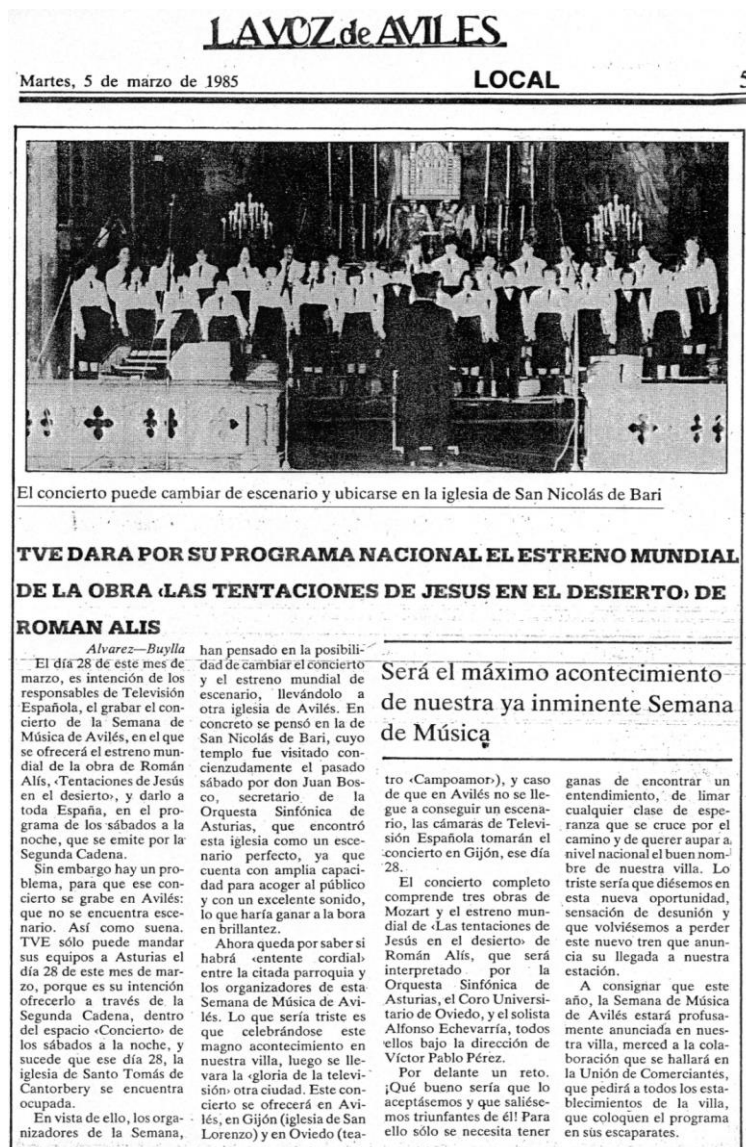 LA VOZ de AVILES
Martes, 5 de marzo de 1985
LOCAL
5
El concierto puede cambiar de escenario y ubicarse en la iglesia de San Nicolás de Bari
TVE DARA POR SU PROGRAMA NACIONAL EL ESTRENO MUNDIAL
DE LA OBRA ‹LAS TENTACIONES DE JESUS EN EL DESIERTO› DE
ROMAN ALIS
Alvarez—Buylla
El día 28 de este mes de
marzo, es intención de los
responsables de Televisión
Española, el grabar el con-
cierto de la Semana de
Música de Avilés, en el que
se ofrecerá el estreno mun-
dial de la obra de Román
Alís, ‹Tentaciones de Jesús
en el desierto›, y darlo a
toda España, en el pro-
grama de los sábados a la
noche, que se emite por la
Segunda Cadena.
Sin embargo hay un pro-
blema, para que ese con-
cierto se grabe en Avilés:
que no se encuentra esce-
nario. Así como suena.
TVE sólo puede mandar
sus equipos a Asturias el
día 28 de este mes de mar-
zo, porque es su intención
ofrecerlo a través de la
Segunda Cadena, dentro
del espacio ‹Concierto› de
los sábados a la noche, y
sucede que ese día 28, la
iglesia de Santo Tomás de
Cantorbery se encuentra
ocupada.
En vista de ello, los orga-
nizadores de la Semana,
han pensado en la posibili-
dad de cambiar el concierto
y el estreno mundial de
escenario, llevándolo a
otra iglesia de Avilés. En
concreto se pensó en la de
San Nicolás de Bari, cuyo
templo fue visitado con-
cienzudamente el pasado
sábado por don Juan Bos-
co, secretario de la
Orquesta Sinfónica de
Asturias, que encontró
esta iglesia como un esce-
nario perfecto, ya que
cuenta con amplia capaci-
dad para acoger al público
y con un excelente sonido,
lo que haría ganar a la bora
en brillantez.
Ahora queda por saber si
habrá ‹entente cordial›
entre la citada parroquia y
los organizadores de esta
Semana de Música de Avi-
lés. Lo que sería triste es
que celebrándose este
magno acontecimiento en
nuestra villa, luego se lle-
vara la ‹gloria de la televi-
sión› otra ciudad. Este con-
cierto se ofrecerá en Avi-
lés, en Gijón (iglesia de San
Lorenzo) y en Oviedo (tea-
Será el máximo acontecimiento
de nuestra ya inminente Semana
de Música
tro ‹Campoamor›), y caso
de que en Avilés no se lle-
gue a conseguir un escena-
rio, las cámaras de Televi-
sión Española tomarán el
concierto en Gijón, ese día
28.
El concierto completo
comprende tres obras de
Mozart y el estreno mun-
dial de ‹Las tentaciones de
Jesús en el desierto› de
Román Alís, que será
interpretado por la
Orquesta Sinfónica de
Asturias, el Coro Universi-
tario de Oviedo, y el solista
Alfonso Echevarría, todos
ellos bajo la dirección de
Víctor Pablo Pérez.
Por delante un reto.
¡Qué bueno sería que lo
aceptásemos y que saliése-
mos triunfantes de él! Para
ello sólo se necesita tener
ganas de encontrar un
entendimiento, de limar
cualquier clase de espe-
ranza que se cruce por el
camino y de querer aupar a
nivel nacional el buen nom-
bre de nuestra villa. Lo
triste sería que diésemos en
esta nueva oportunidad,
sensación de desunión y
que volviésemos a perder
este nuevo tren que anun-
cia su llegada a nuestra
estación.
A consignar que este
año, la Semana de Música
de Avilés estará profusa-
mente anunciada en nues-
tra villa, merced a la cola-
boración que se hallará en
la Unión de Comerciantes,
que pedirá a todos los esta-
blecimientos de la villa,
que coloquen el programa
en sus escaparates.